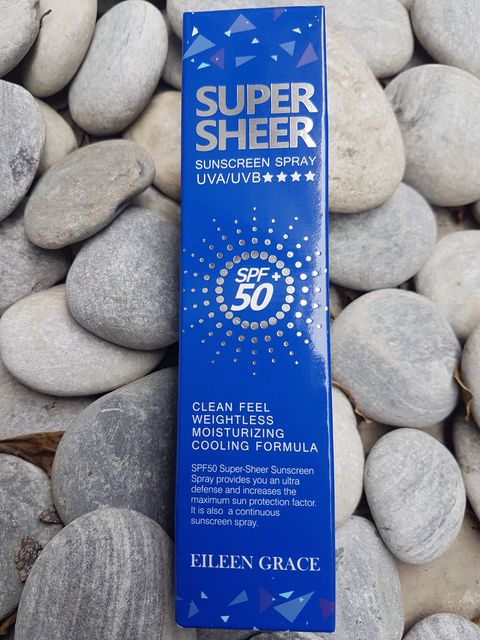 SUPER
SHEER
SUNSCREEN SPRAY
UVA/UVB★★★★
SPF+
50
CLEAN FEEL
WEIGHTLESS
MOISTURIZING
COOLING FORMULA
SPF50 Super-Sheer Sunscreen
Spray provides you an ultra
defense and increases the
maximum sun protection factor.
It is also a continuous
sunscreen spray.
EILEEN GRACE